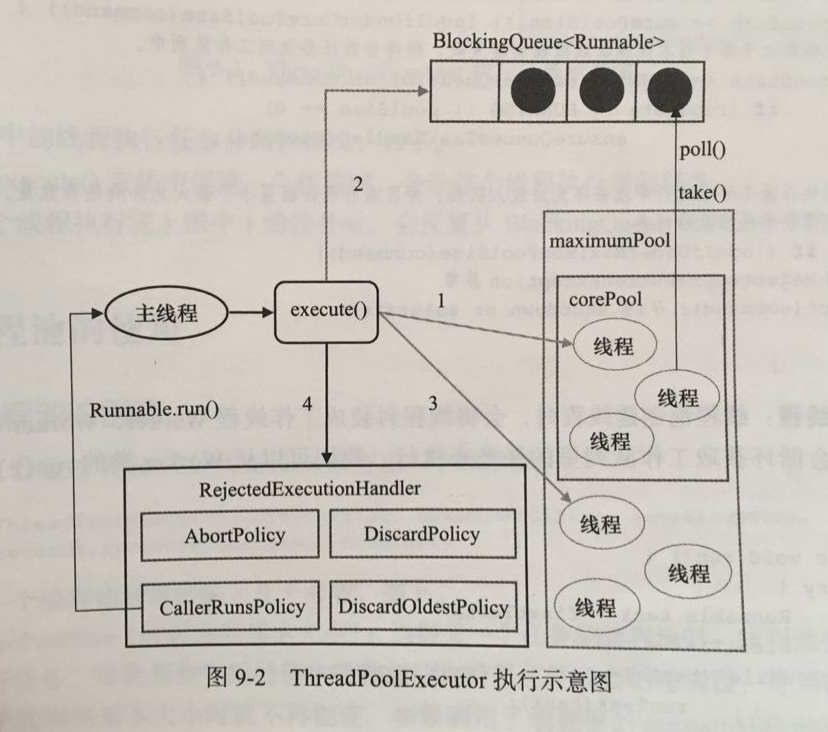 BlockingQueue<Runnable>
poll()
2
take()
maximumPool
1
corePool
主线程
execute()
线程
线程
Runnable.run()
4
3
线程
RejectedExecutionHandler
AbortPolicy
DiscardPolicy
线程
线程
CallerRunsPolicy
DiscardOldestPolicy
线程
图 9-2 ThreadPoolExecutor 执行示意图